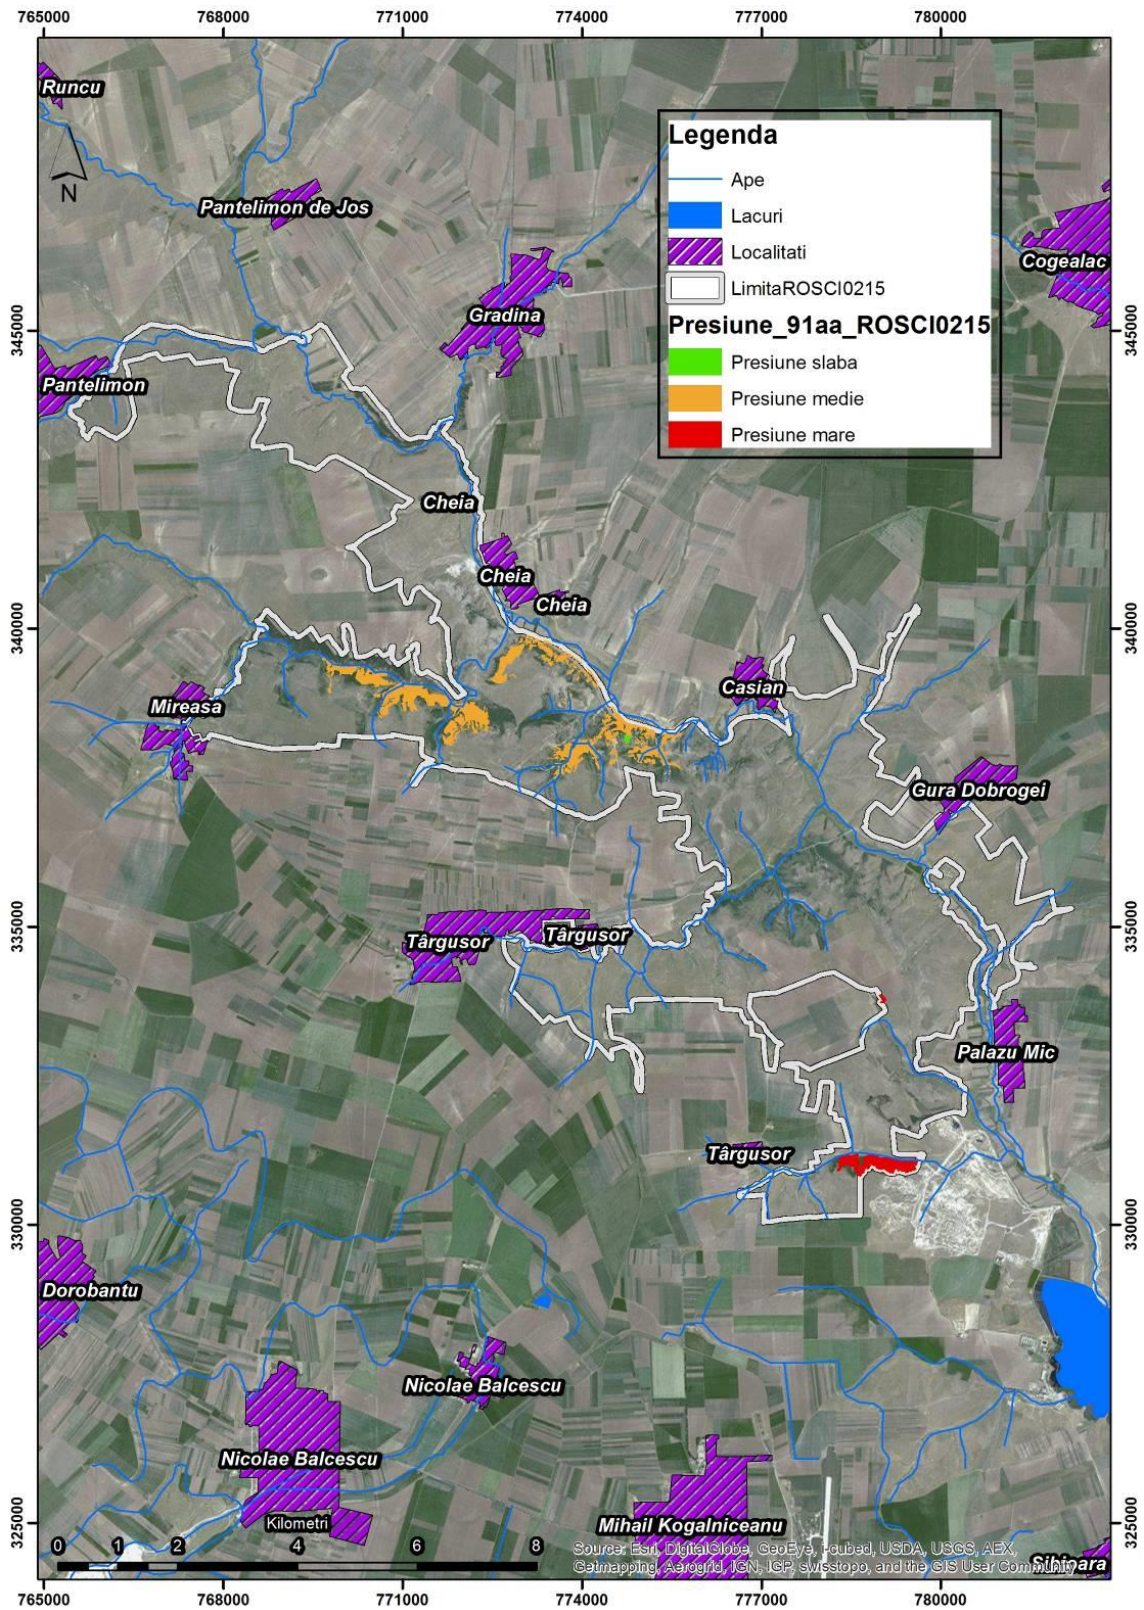 765000 768000 771000 774000 777000 780000
Runcu
N
Pantelimon de Jos
Legenda
Ape
Lacuri
Localitati
LimitaROSCI0215
Presiune_91aa_ROSCI0215
Presiune slaba
Presiune medie
Presiune mare
Cogealac
Gradina
345000 345000
Pantelimon
Cheia
Cheia
Cheia
340000 340000
Casian
Mireasa
Gura Dobrogei
335000 335000
Târgusor
Târgusor
Palazu Mic
Târgusor
330000 330000
Dorobantu
Nicolae Balcescu
Nicolae Balcescu
325000 325000
Kilometri
0 1 2 4 6 8
Mihail Kogalniceanu
Source: Esri, DigitalGlobe, GeoEye, i-cubed, USDA, USGS, AEX,
Getmapping, Aerogrid, IGN, IGP, swisstopo, and the GIS User Community
765000 768000 771000 774000 777000 780000